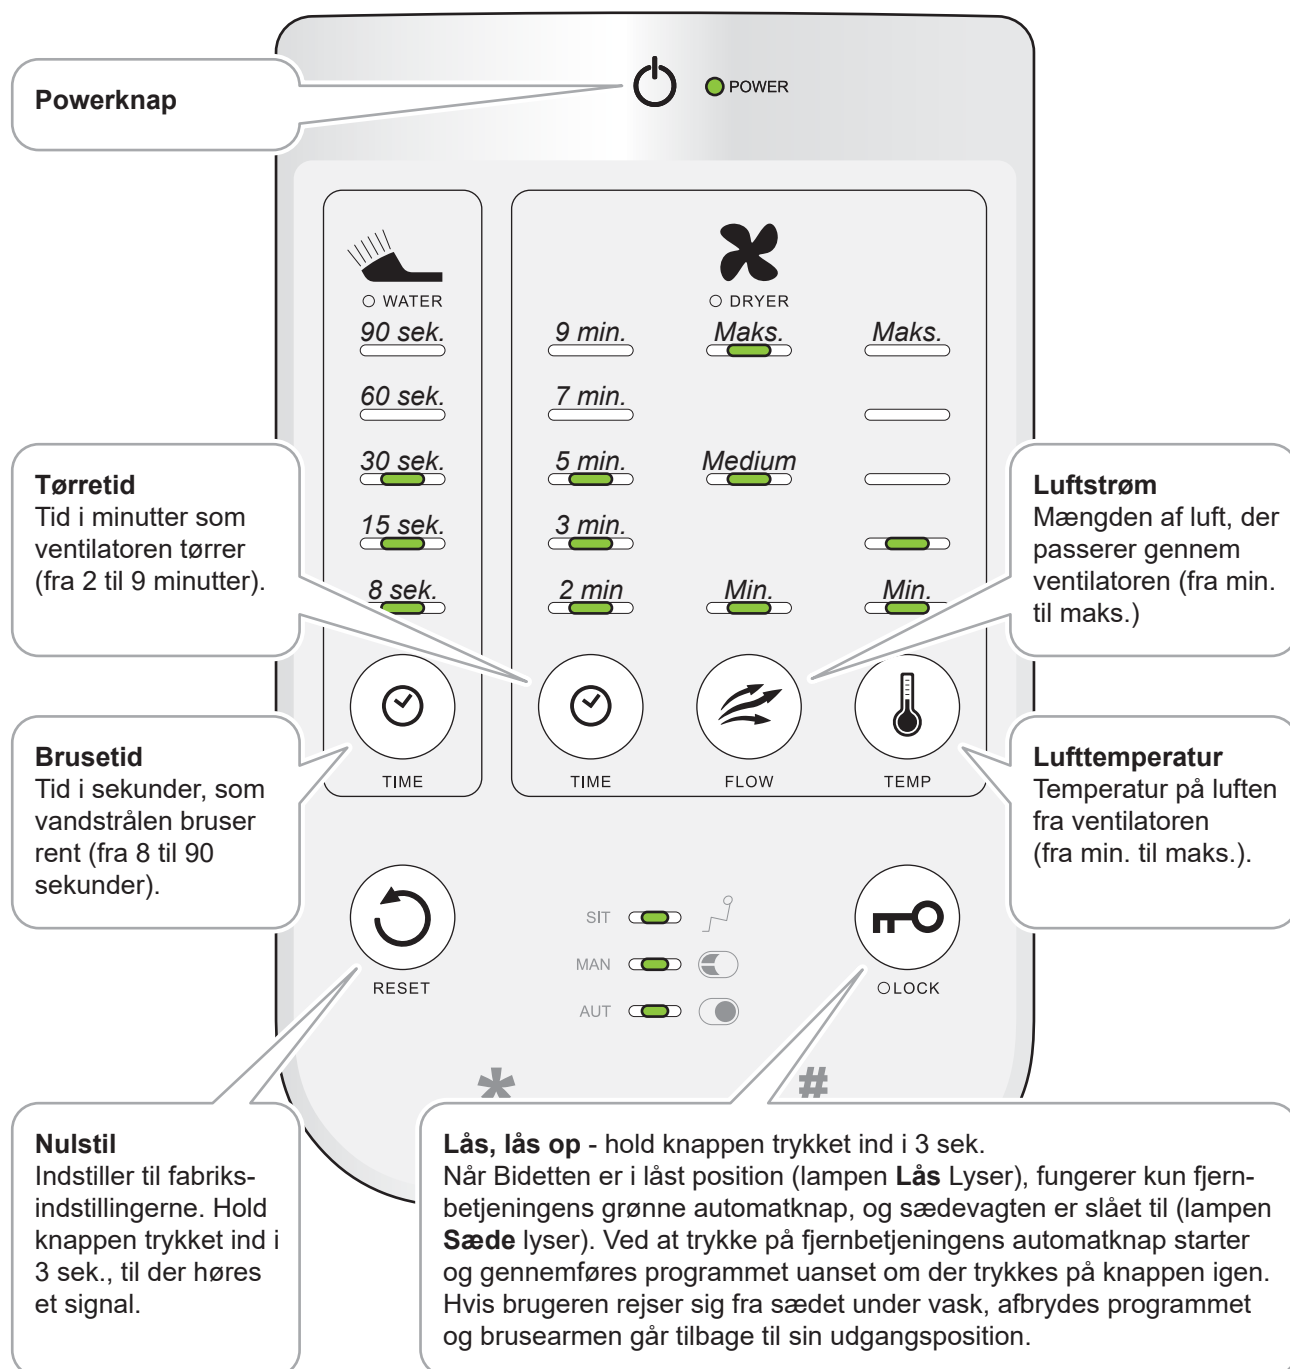 Powerknap
POWER
WATER
DRYER
90 sek.
9 min.
Maks.
Maks.
60 sek.
7 min.
30 sek.
5 min.
Medium
15 sek.
3 min.
8 sek.
2 min
Min.
Min.
TIME
TIME
FLOW
TEMP
Tørretid
Tid i minutter som
ventilatoren tørrer
(fra 2 til 9 minutter).
Luftstrøm
Mængden af luft, der
passerer gennem
ventilatoren (fra min.
til maks.)
Brusetid
Tid i sekunder, som
vandstrålen bruser
rent (fra 8 til 90
sekunder).
Lufttemperatur
Temperatur på luften
fra ventilatoren
(fra min. til maks.).
RESET
SIT
MAN
AUT
LOCK
*
#
Nulstil
Indstiller til fabriks-
indstillingerne. Hold
knappen trykket ind i
3 sek., til der høres
et signal.
Lås, lås op - hold knappen trykket ind i 3 sek.
Når Bidetten er i låst position (lampen Lås Lyser), fungerer kun fjern-
betjeningens grønne automatknap, og sædevagten er slået til (lampen
Sæde lyser). Ved at trykke på fjernbetjeningens automatknap starter
og gennemføres programmet uanset om der trykkes på knappen igen.
Hvis brugeren rejser sig fra sædet under vask, afbrydes programmet
og brusearmen går tilbage til sin udgangsposition.